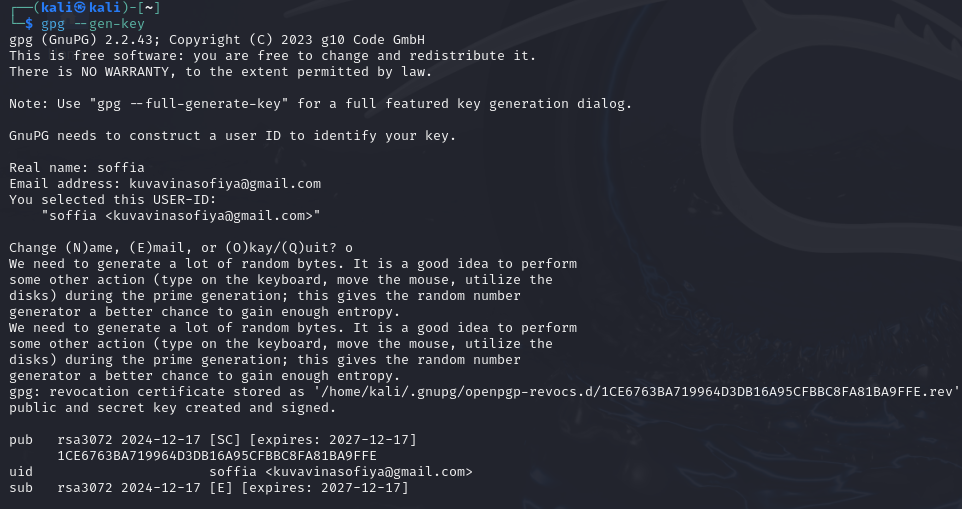 ┌──(kali㉿kali)-[~]
└─$ gpg --gen-key
gpg (GnuPG) 2.2.43; Copyright (C) 2023 g10 Code GmbH
This is free software: you are free to change and redistribute it.
There is NO WARRANTY, to the extent permitted by law.

Note: Use "gpg --full-generate-key" for a full featured key generation dialog.

GnuPG needs to construct a user ID to identify your key.

Real name: soffia
Email address: kuvavinasofiya@gmail.com
You selected this USER-ID:
    "soffia <kuvavinasofiya@gmail.com>"

Change (N)ame, (E)mail, or (O)kay/(Q)uit? o
We need to generate a lot of random bytes. It is a good idea to perform
some other action (type on the keyboard, move the mouse, utilize the
disks) during the prime generation; this gives the random number
generator a better chance to gain enough entropy.
We need to generate a lot of random bytes. It is a good idea to perform
some other action (type on the keyboard, move the mouse, utilize the
disks) during the prime generation; this gives the random number
generator a better chance to gain enough entropy.
gpg: revocation certificate stored as '/home/kali/.gnupg/openpgp-revocs.d/1CE6763BA719964D3DB16A95CFBBC8FA81BA9FFE.rev'
public and secret key created and signed.

pub   rsa3072 2024-12-17 [SC] [expires: 2027-12-17]
      1CE6763BA719964D3DB16A95CFBBC8FA81BA9FFE
uid                      soffia <kuvavinasofiya@gmail.com>
sub   rsa3072 2024-12-17 [E] [expires: 2027-12-17]